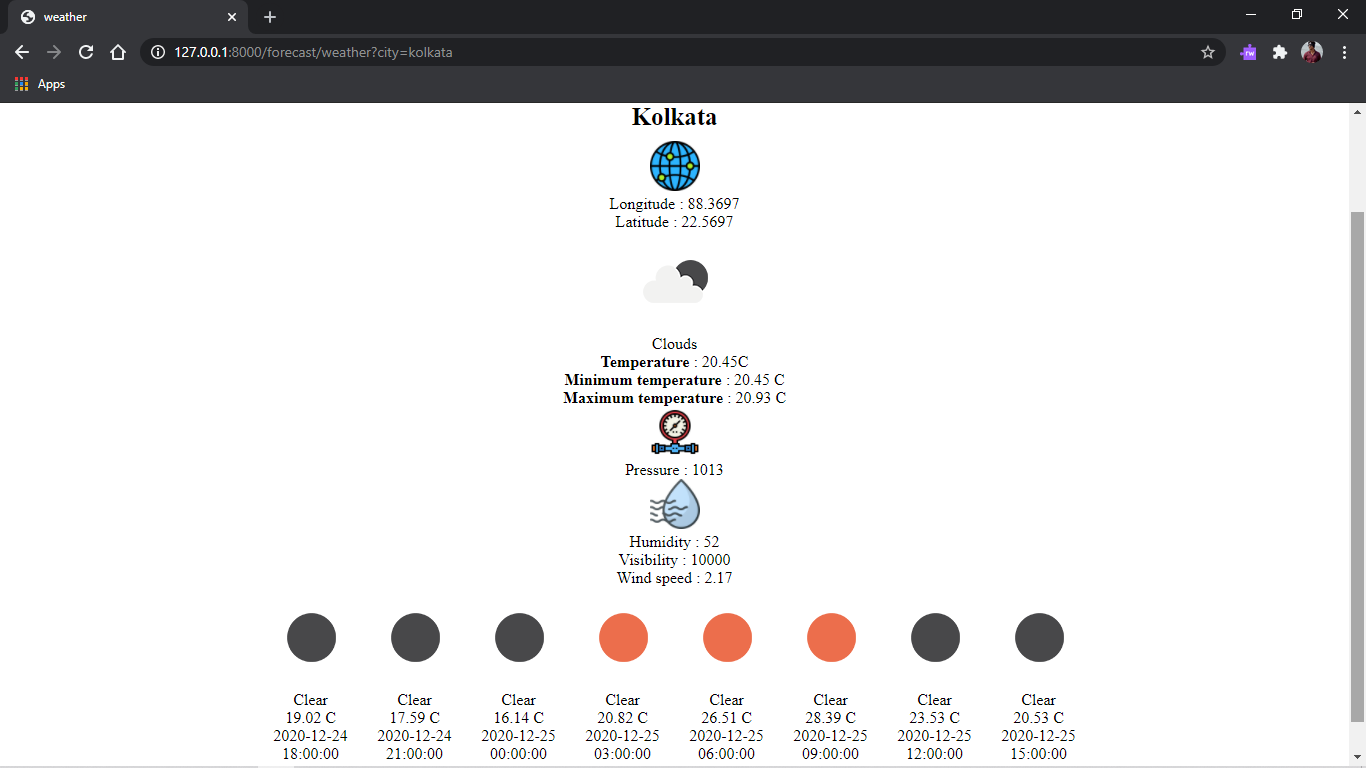 weather
127.0.0.1:8000/forecast/weather?city=kolkata
rw
Apps
Kolkata
Longitude : 88.3697
Latitude : 22.5697
Clouds
Temperature : 20.45C
Minimum temperature : 20.45 C
Maximum temperature : 20.93 C
Pressure : 1013
Humidity : 52
Visibility : 10000
Wind speed : 2.17
Clear Clear Clear Clear Clear Clear Clear Clear
19.02 C 17.59 C 16.14 C 20.82 C 26.51 C 28.39 C 23.53 C 20.53 C
2020-12-24 2020-12-24 2020-12-25 2020-12-25 2020-12-25 2020-12-25 2020-12-25 2020-12-25
18:00:00 21:00:00 00:00:00 03:00:00 06:00:00 09:00:00 12:00:00 15:00:00